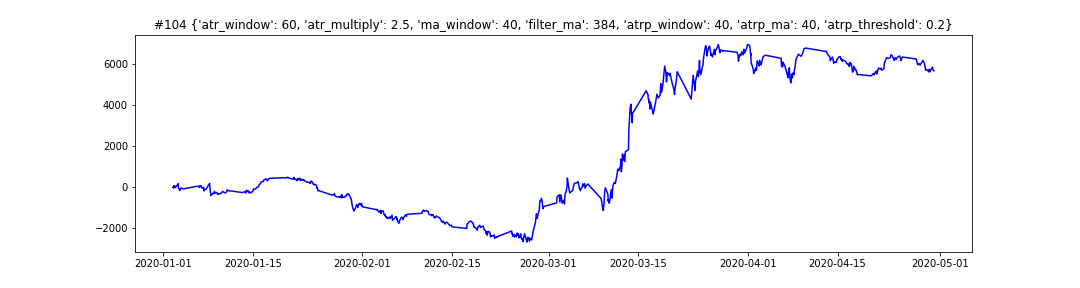 #104 {'atr_window': 60, 'atr_multiply': 2.5, 'ma_window': 40, 'filter_ma': 384, 'atrp_window': 40, 'atrp_ma': 40, 'atrp_threshold': 0.2}
6000
4000
2000
0
−2000
2020-01-01 2020-01-15 2020-02-01 2020-02-15 2020-03-01 2020-03-15 2020-04-01 2020-04-15 2020-05-01